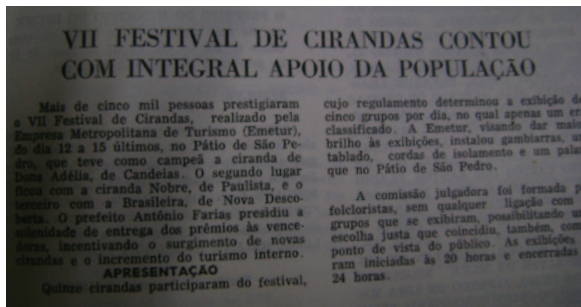 VII FESTIVAL DE CIRANDAS CONTOU
COM INTEGRAL APOIO DA POPULAÇÃO
Mais de cinco mil pessoas prestigiaram
o VII Festival de Cirandas, realizado pela
Empresa Metropolitana de Turismo (Emetur),
do dia 12 a 15 últimos, no Pátio de São Pe-
dro, que teve como campeã a ciranda de
Dona Adélia, de Candeias. O segundo lugar
ficou com a ciranda Nobre, de Paulista, e o
terceiro com a Brasileira, de Nova Desco-
berta. O prefeito Antônio Farias presidiu a
solenidade de entrega dos prêmios às vence-
doras, incentivando o surgimento de novas
cirandas e o incremento do turismo interno.
APRESENTAÇÃO
Quinze cirandas participaram do festival,
cujo regulamento determinou a exibição de
cinco grupos por dia, no qual apenas um er
classificado. A Emetur, visando dar maio
brilho às exibições, instalou gambiarras,
tablado, cordas de isolamento e um palan
que no Pátio de São Pedro.
A comissão julgadora foi formada p
folcloristas, sem qualquer ligação com
grupos que se exibiram, possibilitando u
escolha justa que coincidiu, também, com
ponto de vista do público. As exibições
ram iniciadas às 20 horas e encerradas
24 horas.